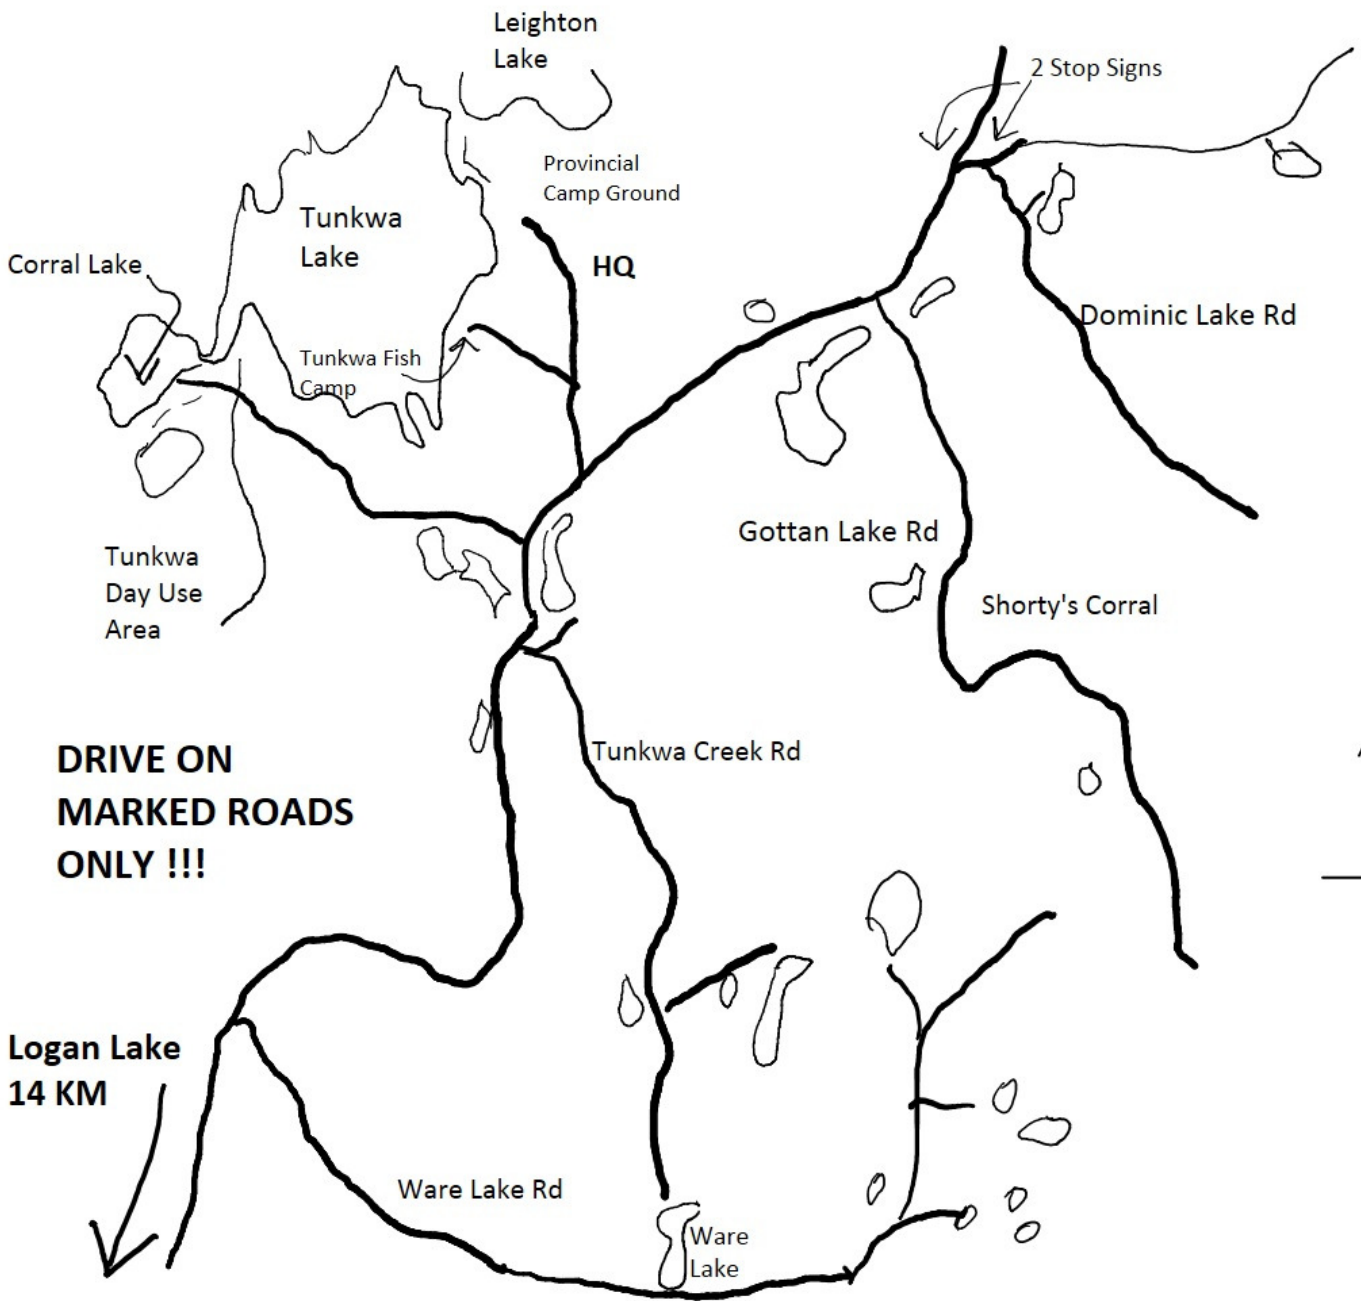 Leighton
Lake
2 Stop Signs
Provincial
Camp Ground
Tunkwa
Lake
Corral Lake
HQ
Dominic Lake Rd
Tunkwa Fish
Camp
Gottan Lake Rd
Tunkwa
Day Use
Area
Shorty's Corral
Tunkwa Creek Rd
DRIVE ON
MARKED ROADS
ONLY !!!
Logan Lake
14 KM
Ware Lake Rd
Ware
Lake